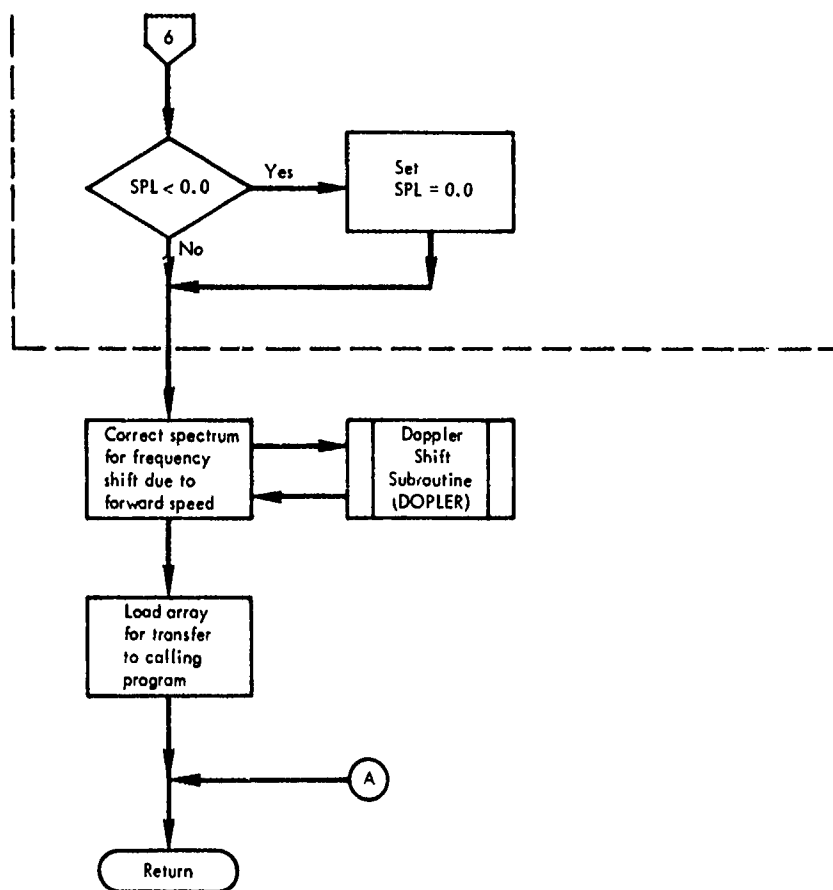 6
SPL < 0.0
Yes
Set
SPL = 0.0
No
Correct spectrum
for frequency
shift due to
forward speed
Doppler
Shift
Subroutine
(DOPLER)
Load array
for transfer
to calling
program
A
Return